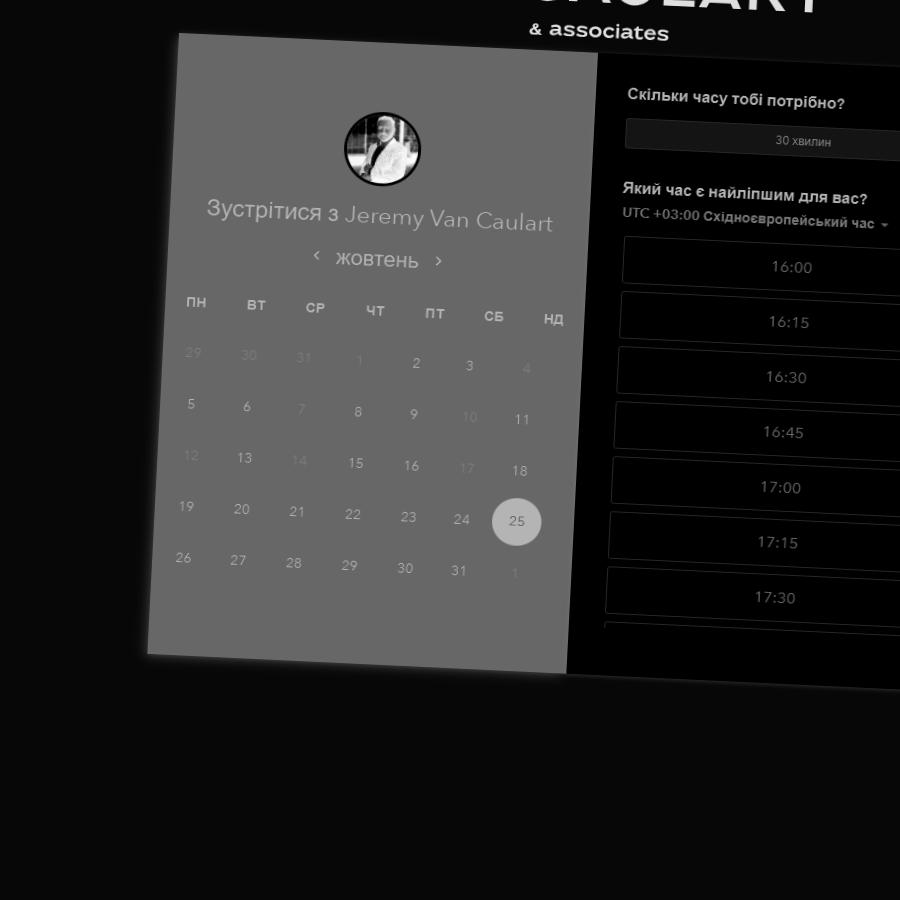 & associates
Зустрітися з Jeremy Van Caulart
жовтень
ПН ВТ СР ЧТ ПТ СБ НД
29 30 31 1 2 3 4
5 6 7 8 9 10 11
12 13 14 15 16 17 18
19 20 21 22 23 24 25
26 27 28 29 30 31 1
Скільки часу тобі потрібно?
30 хвилин
Який час є найліпшим для вас?
UTC +03:00 Східноєвропейський час
16:00
16:15
16:30
16:45
17:00
17:15
17:30